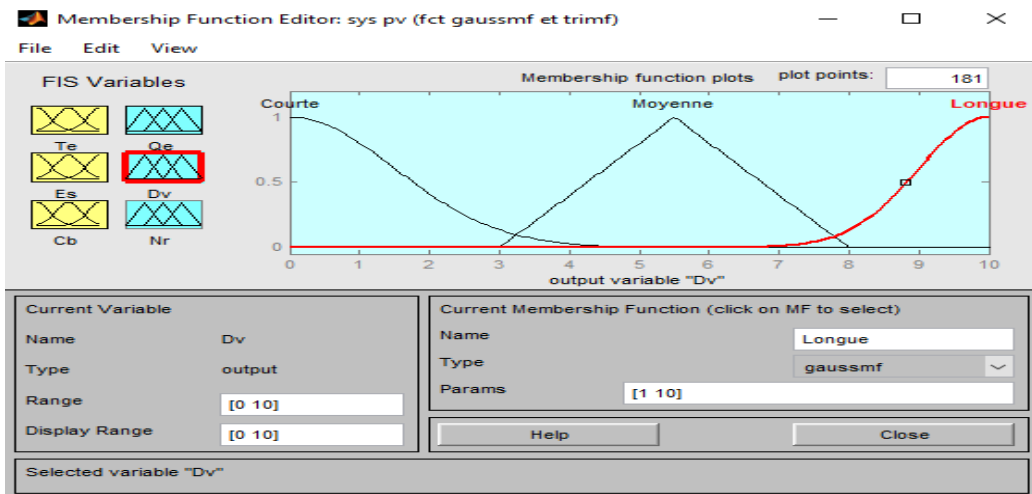 Membership Function Editor: sys pv (fct gaussmf et trimf)
File Edit View
FIS Variables
Te
Qe
Es
Dv
Cb
Nr
Membership function plots
plot points:
181
Courte
Moyenne
Longue
1
0.5
0
0 1 2 3 4 5 6 7 8 9 10
output variable "Dv"
Current Variable
Name Dv
Type output
Range [0 10]
Display Range [0 10]
Current Membership Function (click on MF to select)
Name Longue
Type gaussmf
Params [1 10]
Help Close
Selected variable "Dv"